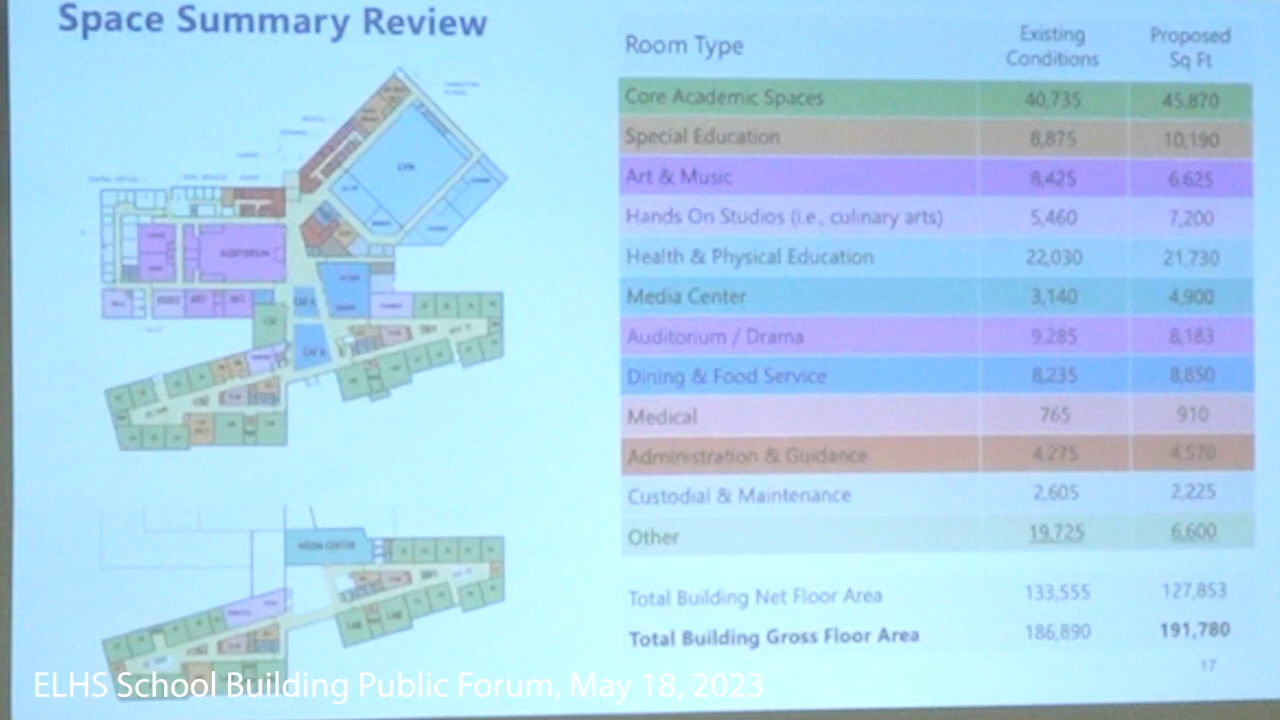 Space Summary Review
Room Type Existing Conditions Proposed Sq Ft
Core Academic Spaces 40,735 45,870
Special Education 8,875 10,190
Art & Music 8,425 6,625
Hands On Studios (i.e., culinary arts) 5,460 7,200
Health & Physical Education 22,030 21,730
Media Center 3,140 4,900
Auditorium / Drama 9,285 8,183
Dining & Food Service 8,235 8,850
Medical 765 910
Administration & Guidance 4,275 4,570
Custodial & Maintenance 2,605 2,225
Other 19,725 6,600
Total Building Net Floor Area 133,555 127,853
Total Building Gross Floor Area 186,890 191,780
17
GYM
AUDITORIUM
MEDIA CENTER
ELHS School Building Public Forum, May 18, 2023